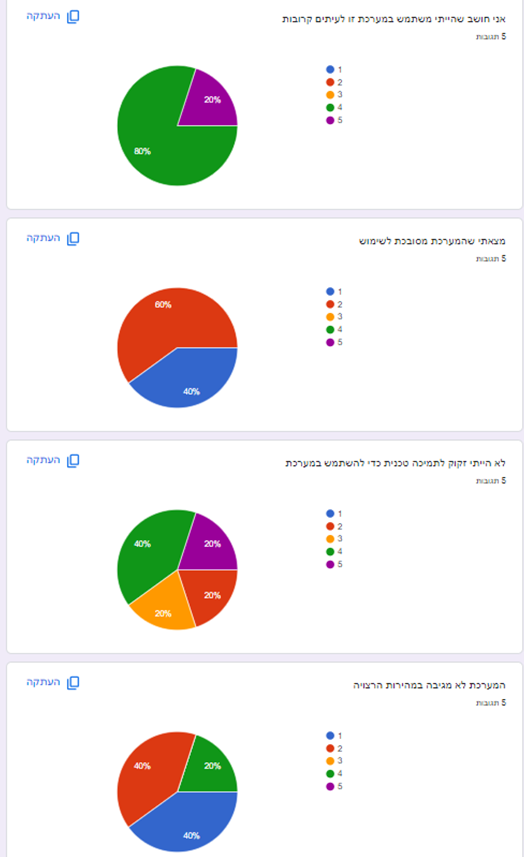 אני חושב שהייתי משתמש במערכת זו לעיתים קרובות
העתקה
5 תגובות
1
2
3
4
5
20%
80%
מצאתי שהמערכת מסובכת לשימוש
העתקה
5 תגובות
1
2
3
4
5
60%
40%
לא הייתי זקוק לתמיכה טכנית כדי להשתמש במערכת
העתקה
5 תגובות
1
2
3
4
5
40%
20%
20%
20%
המערכת לא מגיבה במהירות הרצויה
העתקה
5 תגובות
1
2
3
4
5
40%
20%
40%